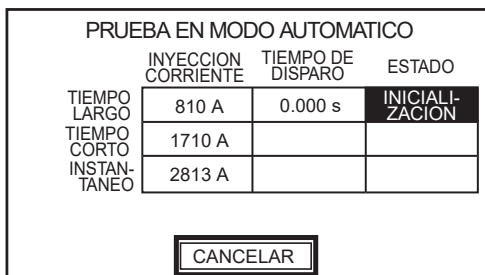 PRUEBA EN MODO AUTOMATICO
INYECCION CORRIENTE TIEMPO DE DISPARO ESTADO
TIEMPO LARGO 810 A 0.000 s INICIALI-ZACION
TIEMPO CORTO 1710 A
INSTAN-TANEO 2813 A
CANCELAR